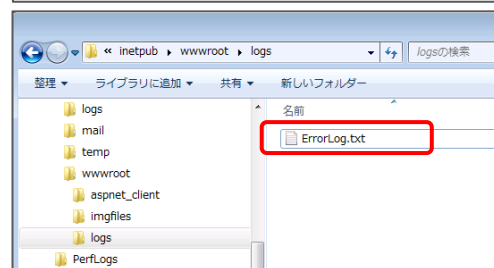 « inetpub ▸ wwwroot ▸ logs
logsの検索
整理 ▼ ライブラリに追加 ▼ 共有 ▼ 新しいフォルダー
logs
mail
temp
wwwroot
aspnet_client
imgfiles
logs
PerfLogs
名前
ErrorLog.txt